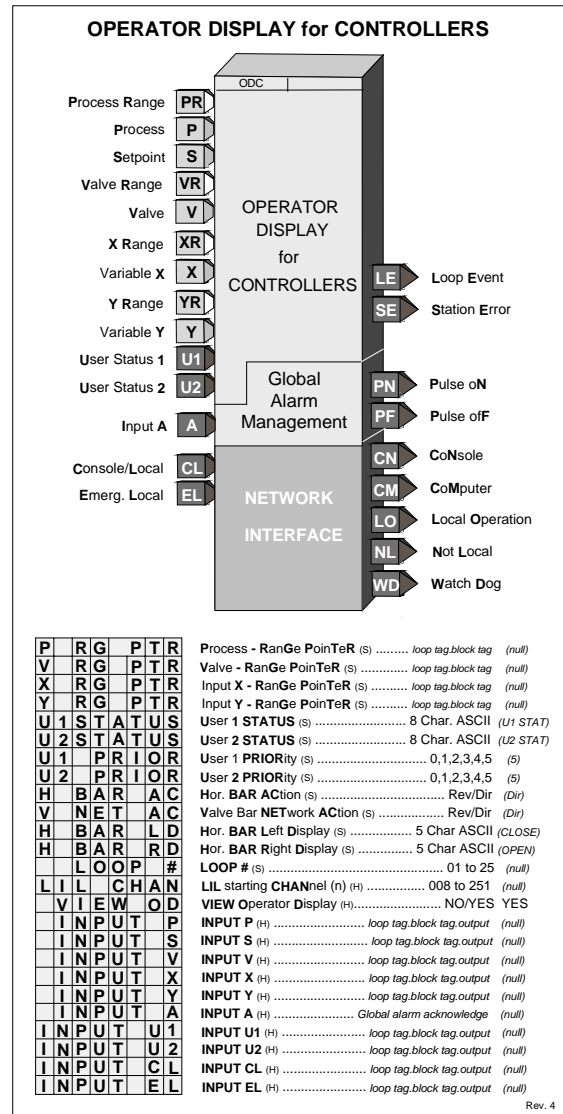 OPERATOR DISPLAY for CONTROLLERS
ODC
Process Range PR
Process P
Setpoint S
Valve Range VR
Valve V
X Range XR
Variable X X
Y Range YR
Variable Y Y
User Status 1 U1
User Status 2 U2
Input A A
Console/Local CL
Emerg. Local EL
OPERATOR
DISPLAY
for
CONTROLLERS
Global
Alarm
Management
NETWORK
INTERFACE
LE Loop Event
SE Station Error
PN Pulse oN
PF Pulse ofF
CN CoNsole
CM CoMputer
LO Local Operation
NL Not Local
WD Watch Dog
P RG PTR Process - RanGe PoinTeR (S) ......... loop tag.block tag (null)
V RG PTR Valve - RanGe PoinTeR (S) ............. loop tag.block tag (null)
X RG PTR Input X - RanGe PoinTeR (S) .......... loop tag.block tag (null)
Y RG PTR Input Y - RanGe PoinTeR (S) .......... loop tag.block tag (null)
U1STATUS User 1 STATUS (S) ........................ 8 Char. ASCII (U1 STAT)
U2STATUS User 2 STATUS (S) ........................ 8 Char. ASCII (U2 STAT)
U1 PRIOR User 1 PRIORity (S) ............................ 0,1,2,3,4,5 (5)
U2 PRIOR User 2 PRIORity (S) ............................ 0,1,2,3,4,5 (5)
H BAR AC Hor. BAR ACtion (S) ............................... Rev/Dir (Dir)
V NET AC Valve Bar NETwork ACtion (S) ................. Rev/Dir (Dir)
H BAR LD Hor. BAR Left Display (S) ............... 5 Char ASCII (CLOSE)
H BAR RD Hor. BAR Right Display (S) ............. 5 Char ASCII (OPEN)
LOOP # LOOP # (S) ........................................ 01 to 25 (null)
LIL CHAN LIL starting CHANnel (n) (H) ............ 008 to 251 (null)
VIEW OD VIEW Operator Display (H)................... NO/YES YES
INPUT P INPUT P (H) ......................... loop tag.block tag.output (null)
INPUT S INPUT S (H) ......................... loop tag.block tag.output (null)
INPUT V INPUT V (H) ......................... loop tag.block tag.output (null)
INPUT X INPUT X (H) ......................... loop tag.block tag.output (null)
INPUT Y INPUT Y (H) ......................... loop tag.block tag.output (null)
INPUT A INPUT A (H) ...................... Global alarm acknowledge (null)
INPUT U1 INPUT U1 (H) ....................... loop tag.block tag.output (null)
INPUT U2 INPUT U2 (H) ....................... loop tag.block tag.output (null)
INPUT CL INPUT CL (H) ....................... loop tag.block tag.output (null)
INPUT EL INPUT EL (H) ....................... loop tag.block tag.output (null)
Rev. 4